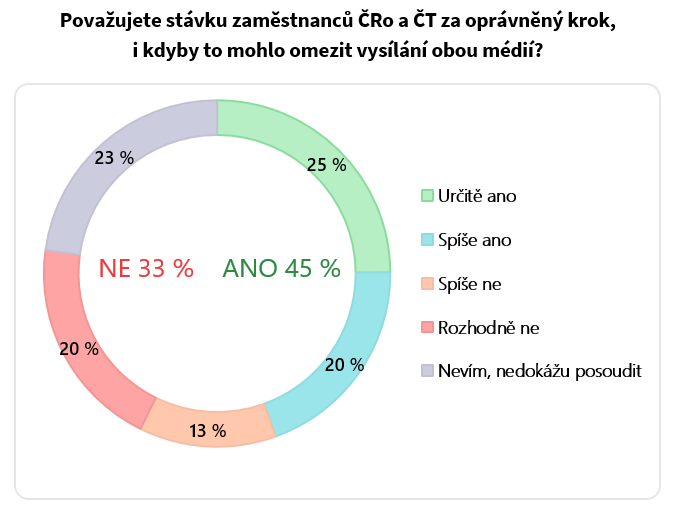 Považujete stávku zaměstnanců ČRo a ČT za oprávněný krok,
i kdyby to mohlo omezit vysílání obou médií?
23 %
25 %
NE 33 %
ANO 45 %
20 %
20 %
13 %
Určitě ano
Spíše ano
Spíše ne
Rozhodně ne
Nevím, nedokážu posoudit